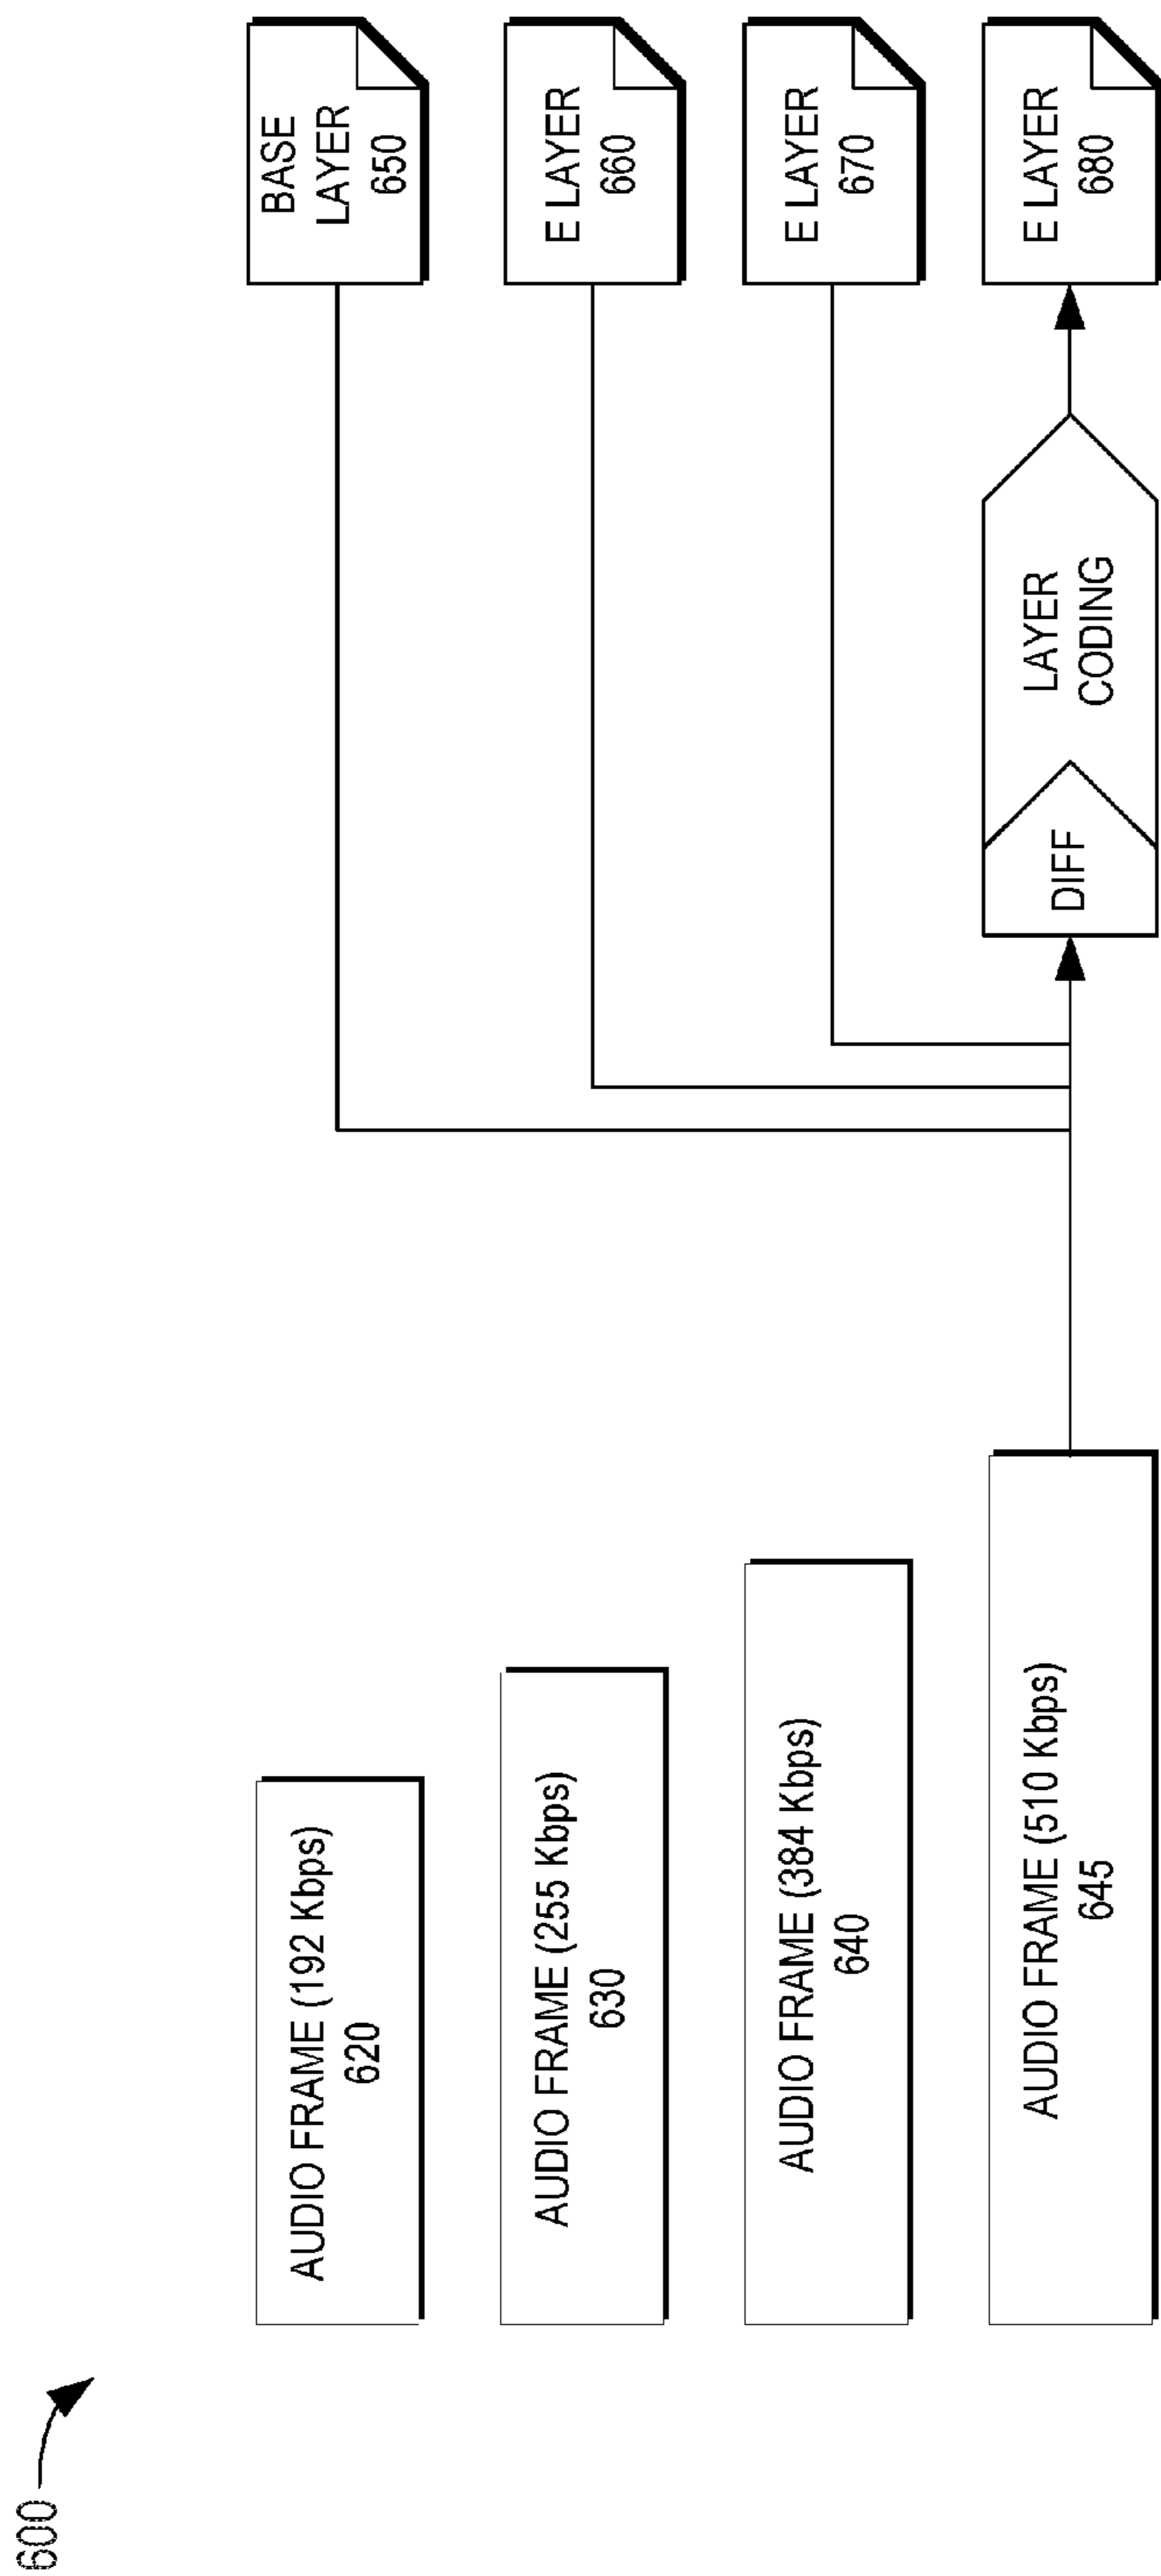 600
AUDIO FRAME (192 Kbps)
620
BASE
LAYER
650
AUDIO FRAME (255 Kbps)
630
E LAYER
660
AUDIO FRAME (384 Kbps)
640
E LAYER
670
AUDIO FRAME (510 Kbps)
645
DIFF
LAYER
CODING
E LAYER
680